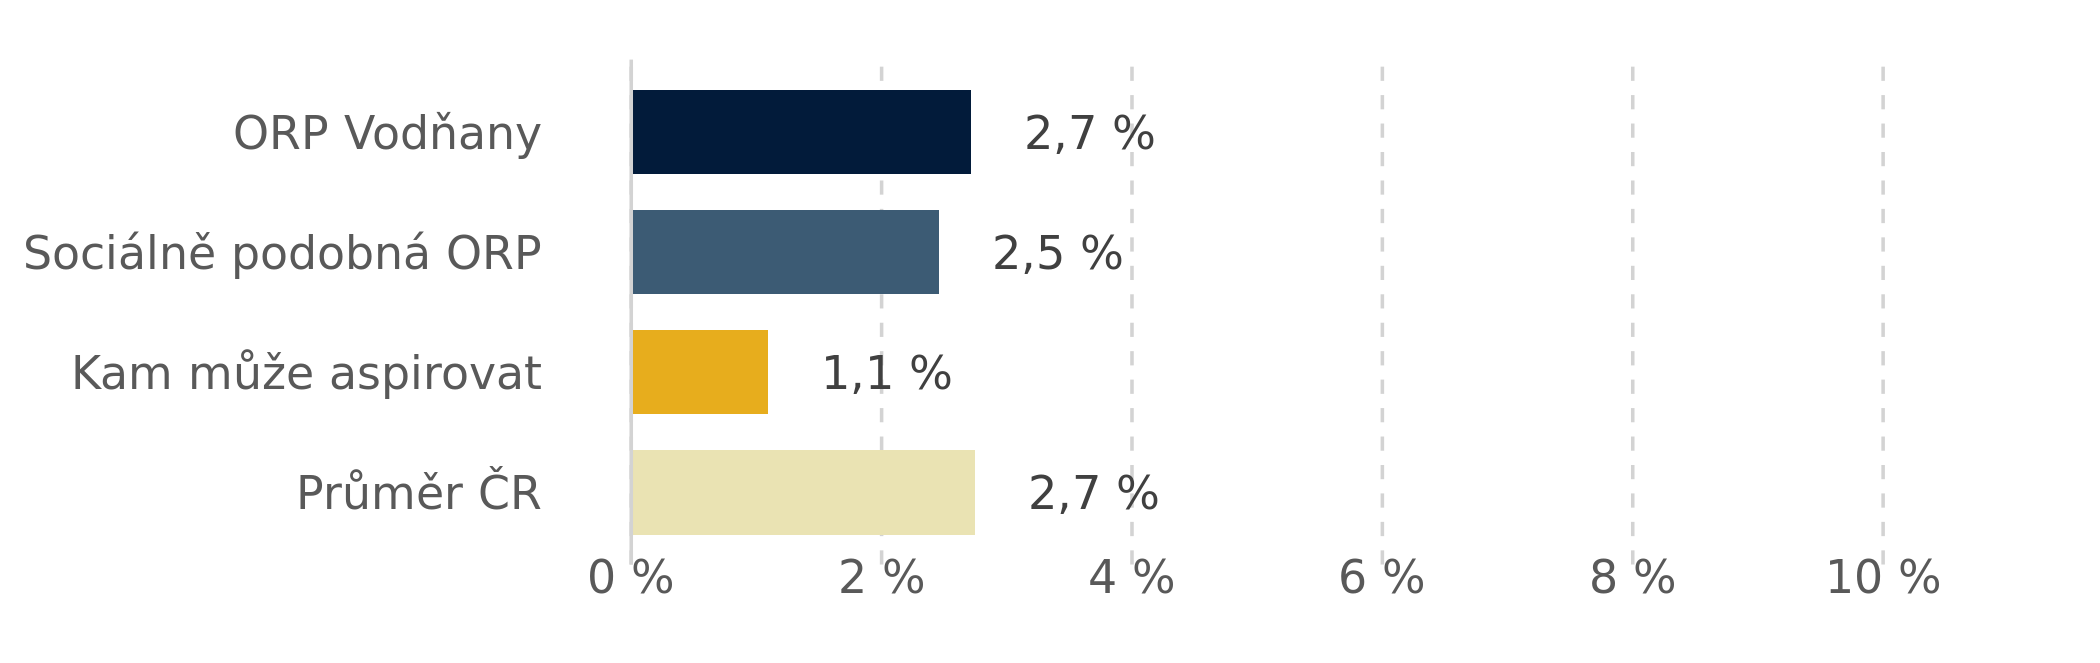 ORP Vodňany 2,7 %
Sociálně podobná ORP 2,5 %
Kam může aspirovat 1,1 %
Průměr ČR 2,7 %
0 % 2 % 4 % 6 % 8 % 10 %